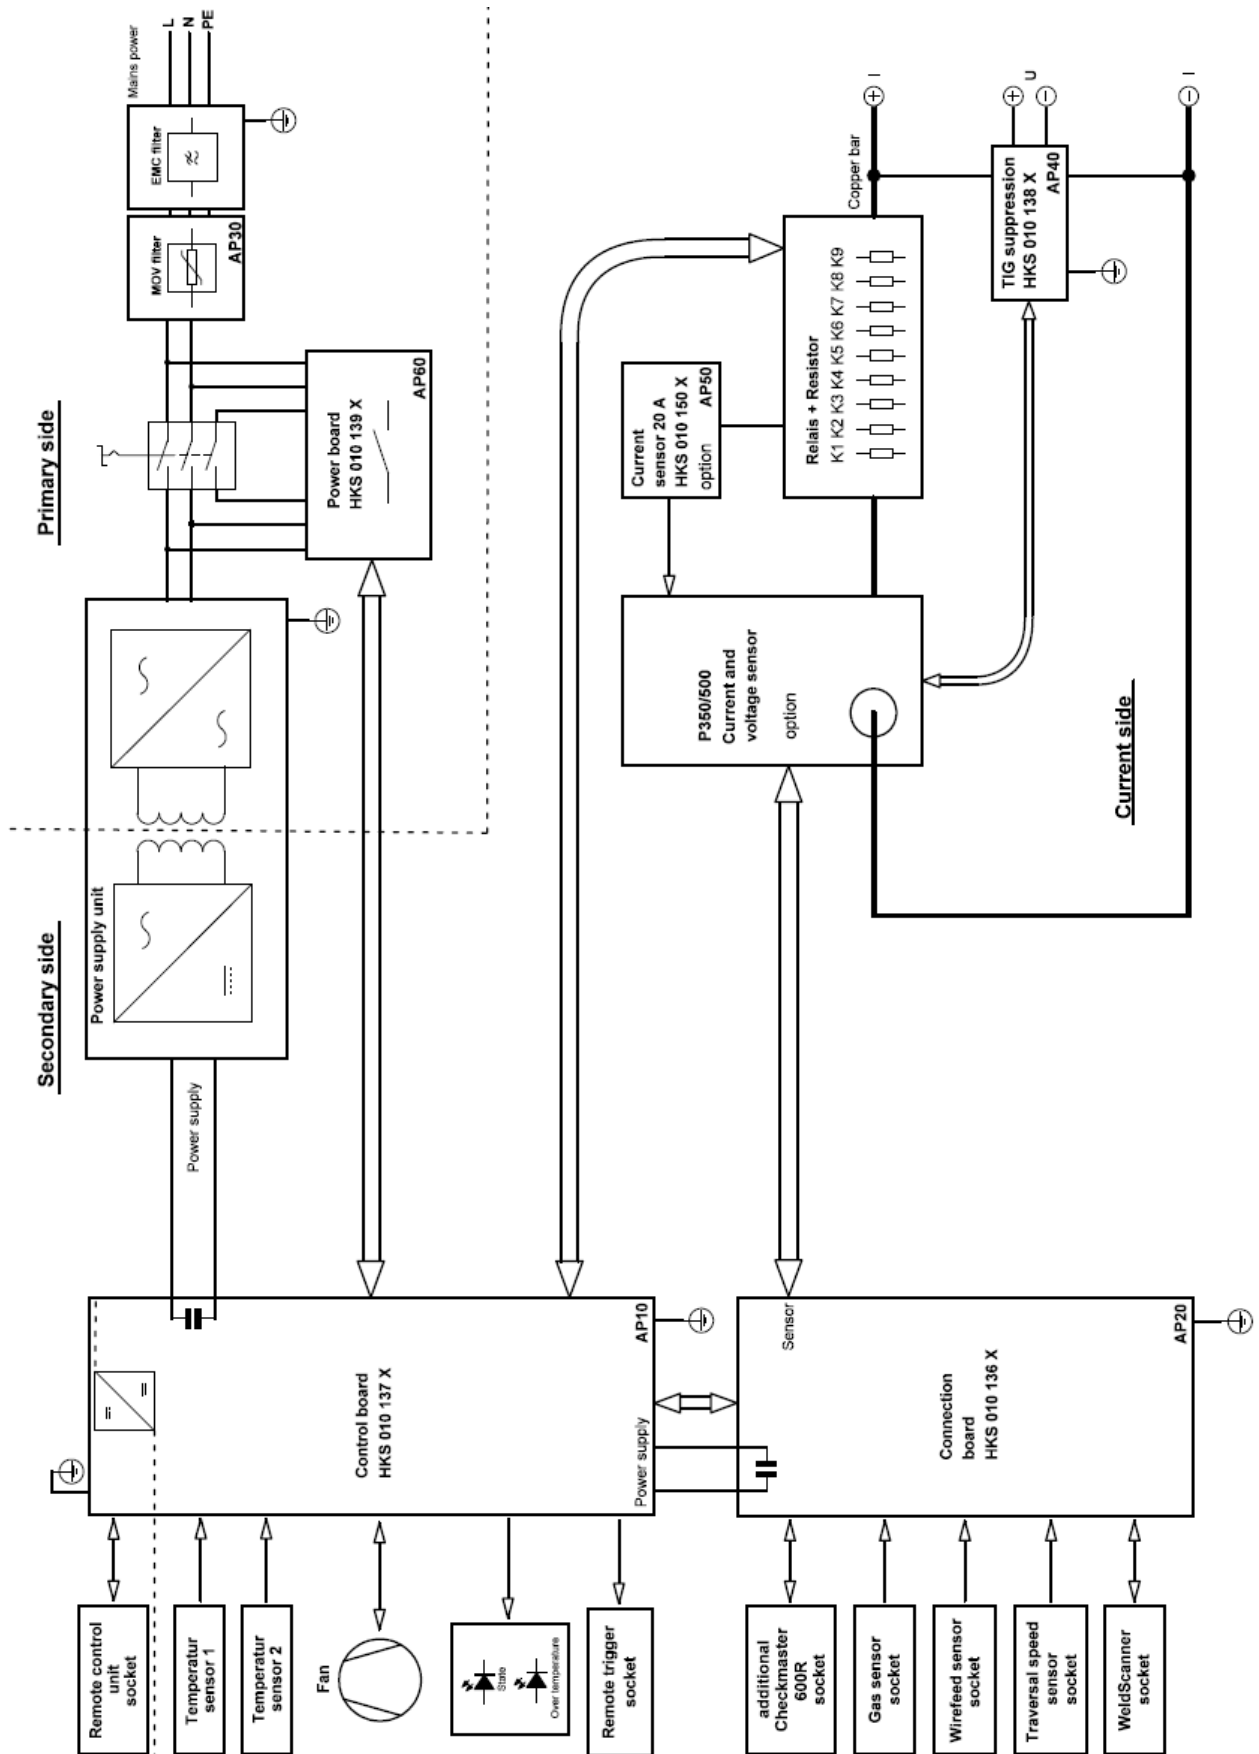 Primary side
Secondary side
Current side
Mains power
L
N
PE
EMC filter
MOV filter
AP30
Power board
HKS 010 139 X
AP60
Power supply unit
Power supply
Copper bar
I
U
I
TIG suppression
HKS 010 138 X
AP40
Relais + Resistor
K1 K2 K3 K4 K5 K6 K7 K8 K9
Current
sensor 20 A
HKS 010 150 X
option
AP50
P350/500
Current and
voltage sensor
option
Control board
HKS 010 137 X
AP10
Power supply
Sensor
Connection
board
HKS 010 136 X
AP20
Remote control
unit
socket
Temperatur
sensor 1
Temperatur
sensor 2
Fan
State
Over temperature
Remote trigger
socket
additional
Checkmaster
600R
socket
Gas sensor
socket
Wirefeed sensor
socket
Traversal speed
sensor
socket
WeldScanner
socket